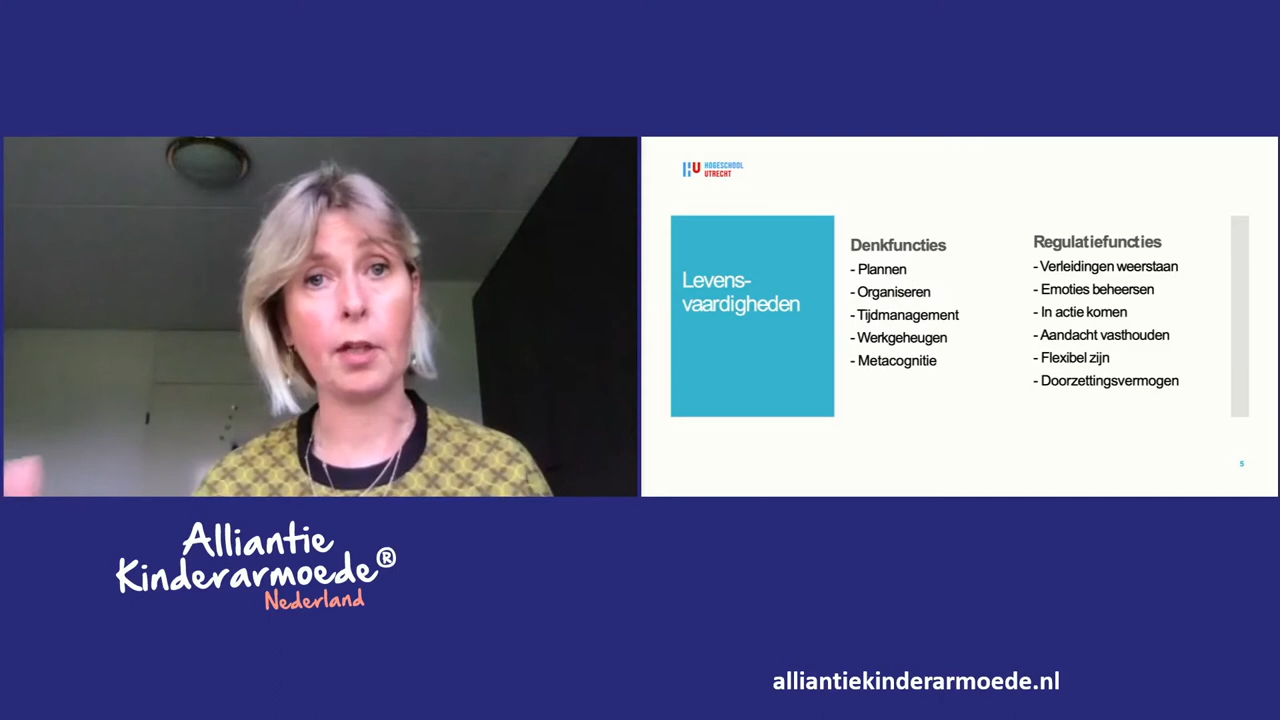 HOGESCHOOL
UTRECHT
Levens-
vaardigheden
Denkfuncties
- Plannen
- Organiseren
- Tijdmanagement
- Werkgeheugen
- Metacognitie
Regulatiefuncties
- Verleidingen weerstaan
- Emoties beheersen
- In actie komen
- Aandacht vasthouden
- Flexibel zijn
- Doorzettingsvermogen
5
Alliantie
Kinderarmoede®
Nederland
alliantiekinderarmoede.nl